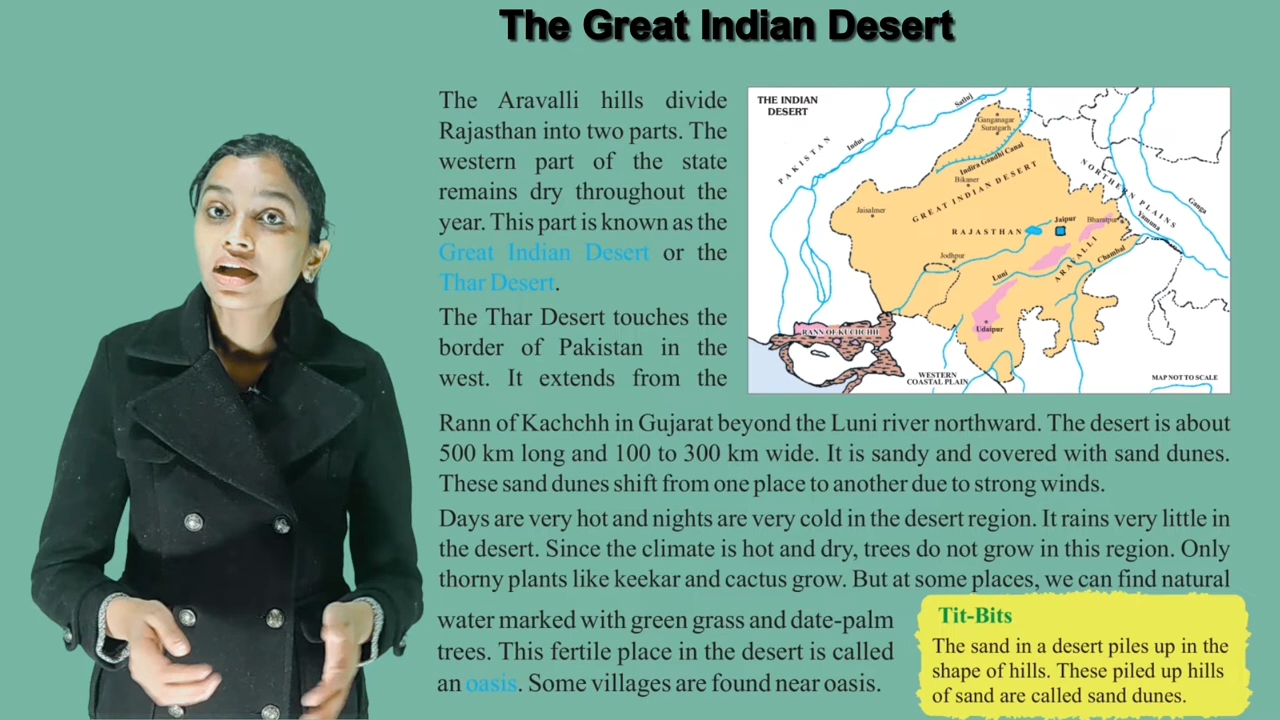 The Great Indian Desert
The Aravalli hills divide
Rajasthan into two parts. The
western part of the state
remains dry throughout the
year. This part is known as the
Great Indian Desert or the
Thar Desert.
The Thar Desert touches the
border of Pakistan in the
west. It extends from the
THE INDIAN
DESERT
PAKISTAN
Indus
Satluj
Ganganagar
Suratgarh
Indira Gandhi Canal
Bikaner
GREAT INDIAN DESERT
Jaisalmer
RAJASTHAN
Jaipur
Bharatpur
NORTHERN PLAINS
Ganga
Yamuna
Jodhpur
Luni
ARAVALLI
Chambal
Udaipur
RANN OF KUCHCHH
WESTERN
COASTAL PLAIN
MAP NOT TO SCALE
Rann of Kachchh in Gujarat beyond the Luni river northward. The desert is about
500 km long and 100 to 300 km wide. It is sandy and covered with sand dunes.
These sand dunes shift from one place to another due to strong winds.
Days are very hot and nights are very cold in the desert region. It rains very little in
the desert. Since the climate is hot and dry, trees do not grow in this region. Only
thorny plants like keekar and cactus grow. But at some places, we can find natural
water marked with green grass and date-palm
trees. This fertile place in the desert is called
an oasis. Some villages are found near oasis.
Tit-Bits
The sand in a desert piles up in the
shape of hills. These piled up hills
of sand are called sand dunes.